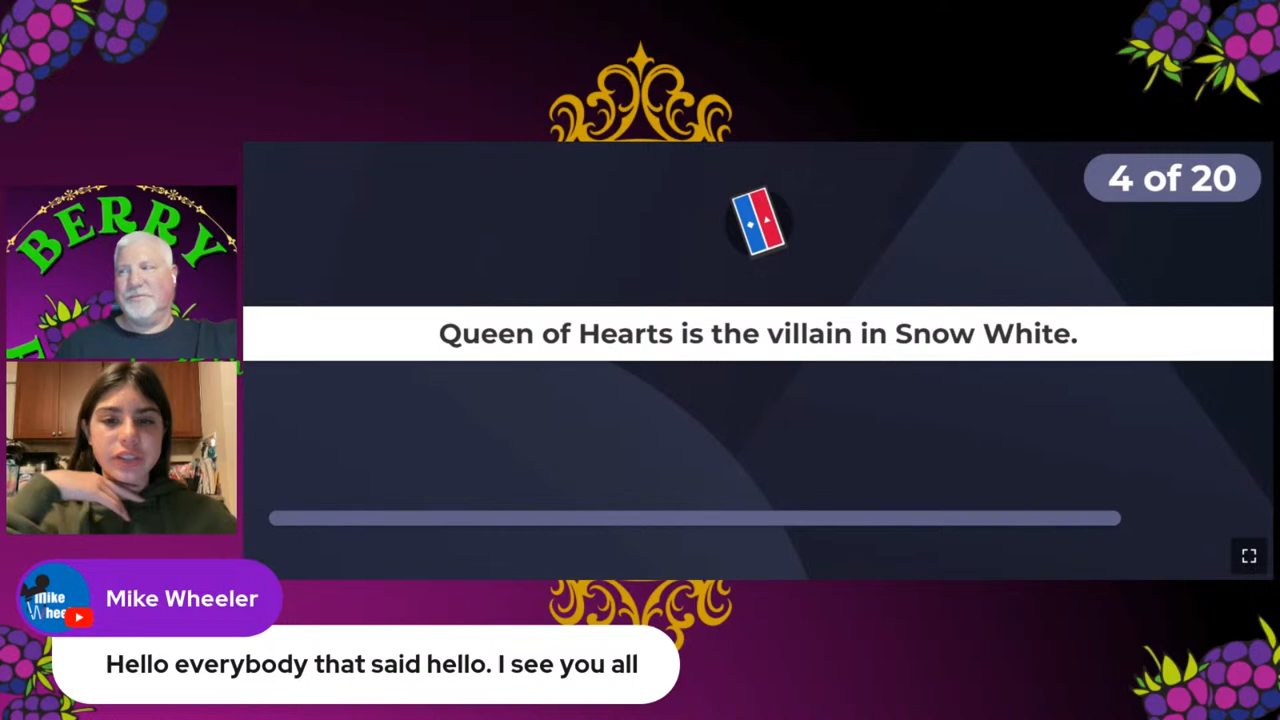 BERRY
4 of 20
Queen of Hearts is the villain in Snow White.
Mike Wheeler
Hello everybody that said hello. I see you all